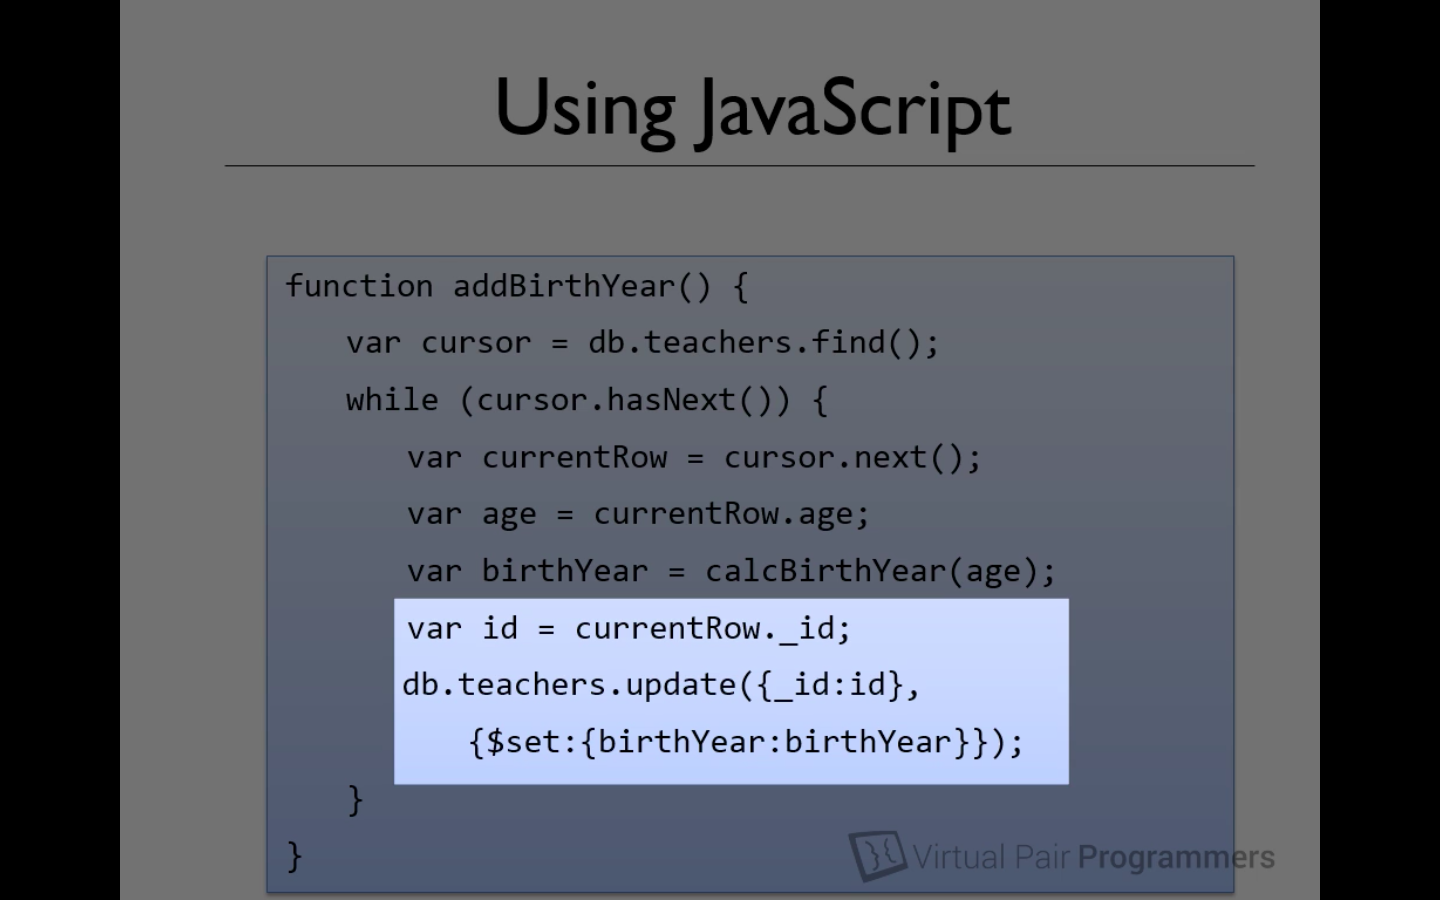 Using JavaScript
function addBirthYear() {
var cursor = db.teachers.find();
while (cursor.hasNext()) {
var currentRow = cursor.next();
var age = currentRow.age;
var birthYear = calcBirthYear(age);
var id = currentRow._id;
db.teachers.update({_id:id},
{$set:{birthYear:birthYear}});
}
}
Virtual Pair Programmers